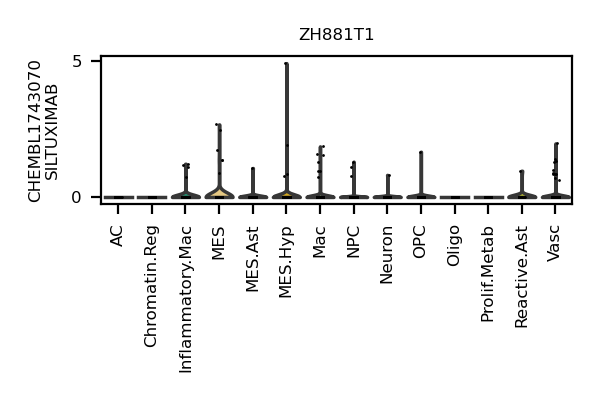 ZH881T1
CHEMBL1743070
SILTUXIMAB
5
0
AC
Chromatin.Reg
Inflammatory.Mac
MES
MES.Ast
MES.Hyp
Mac
NPC
Neuron
OPC
Oligo
Prolif.Metab
Reactive.Ast
Vasc